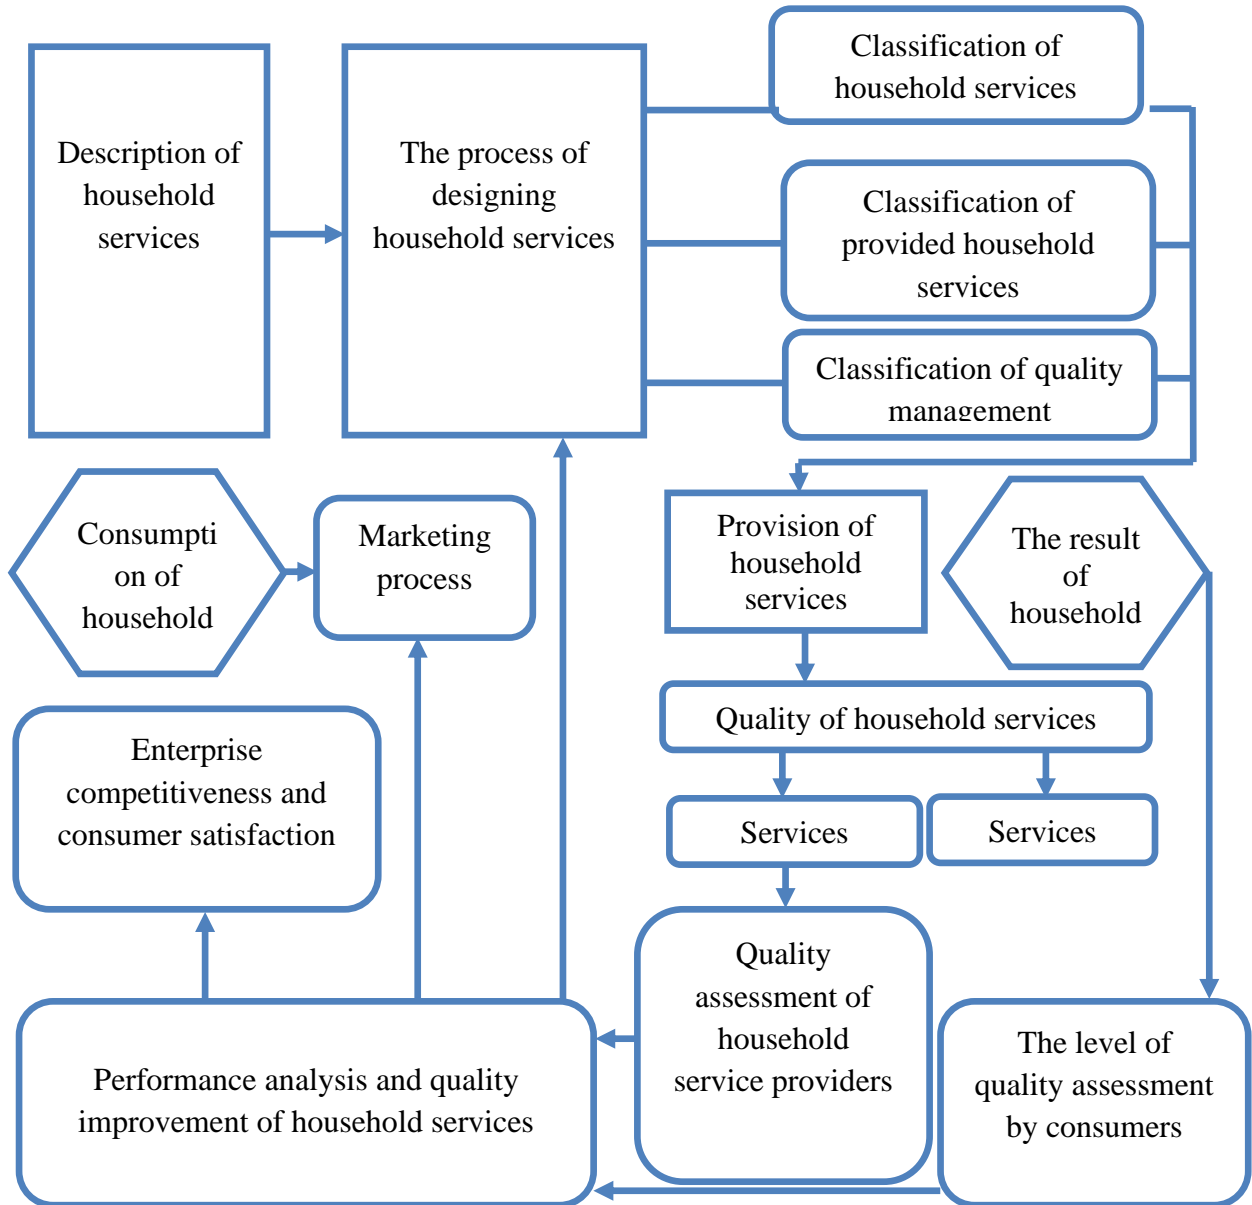 Description of
household
services
The process of
designing
household services
Classification of
household services
Classification of
provided household
services
Classification of quality
management
Consumpti
on of
household
Marketing
process
Provision of
household
services
The result
of
household
Quality of household services
Enterprise
competitiveness and
consumer satisfaction
Services
Services
Quality
assessment of
household
service providers
The level of
quality assessment
by consumers
Performance analysis and quality
improvement of household services